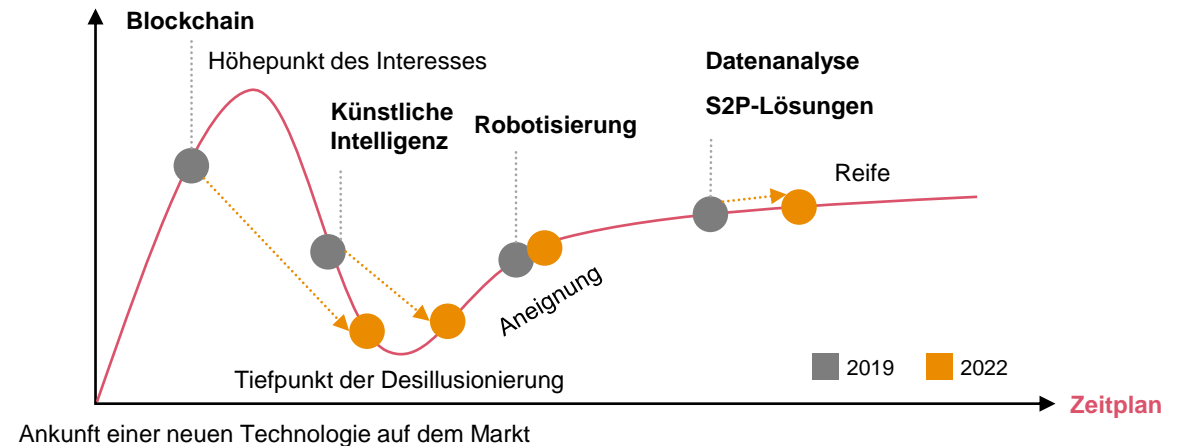 Blockchain
Höhepunkt des Interesses
Datenanalyse
S2P-Lösungen
Künstliche
Intelligenz
Robotisierung
Reife
Aneignung
2019
2022
Tiefpunkt der Desillusionierung
Zeitplan
Ankunft einer neuen Technologie auf dem Markt